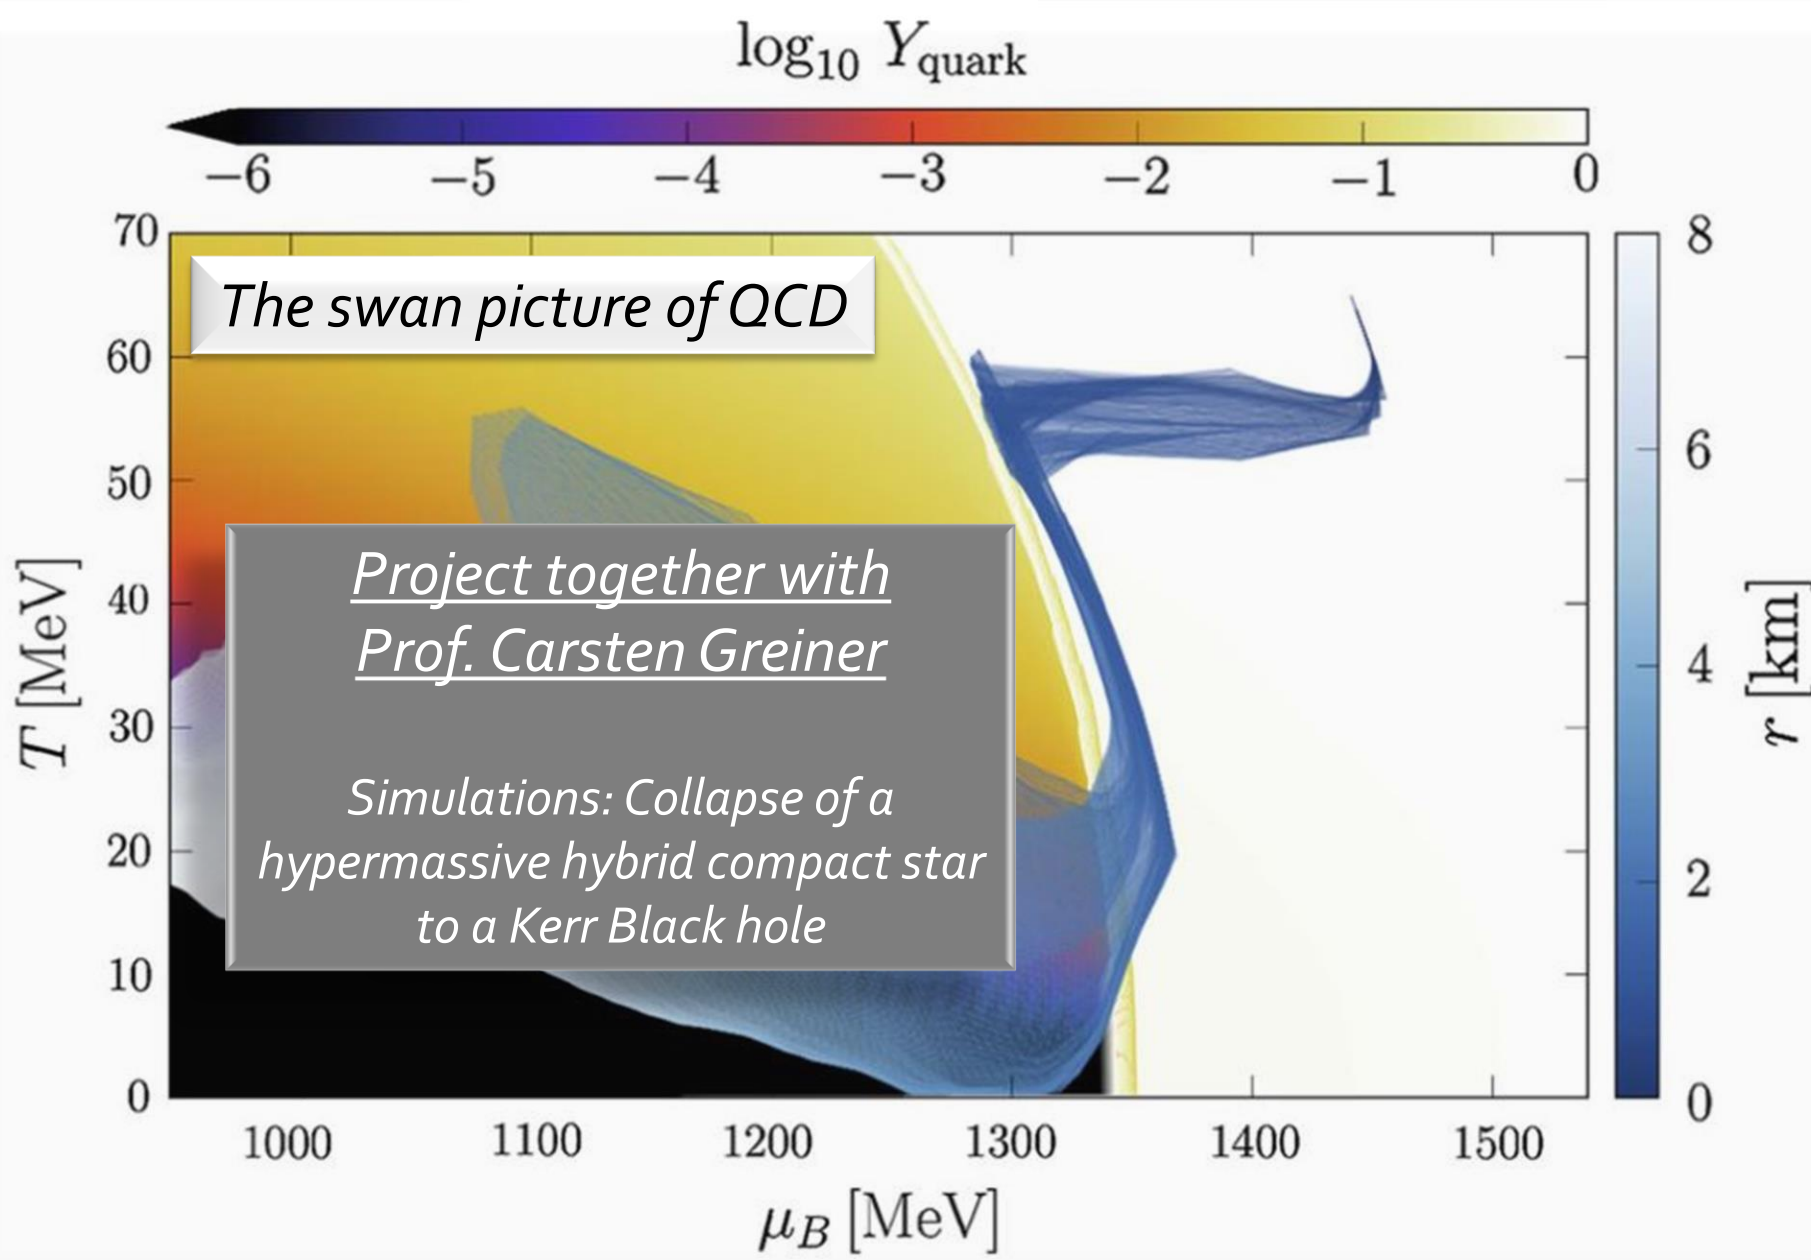 log₁₀ Y_quark
−6 −5 −4 −3 −2 −1 0
70
60
50
40
30
20
10
0
T [MeV]
The swan picture of QCD
Project together with
Prof. Carsten Greiner
Simulations: Collapse of a
hypermassive hybrid compact star
to a Kerr Black hole
8
6
4
2
0
r [km]
1000 1100 1200 1300 1400 1500
μ_B [MeV]